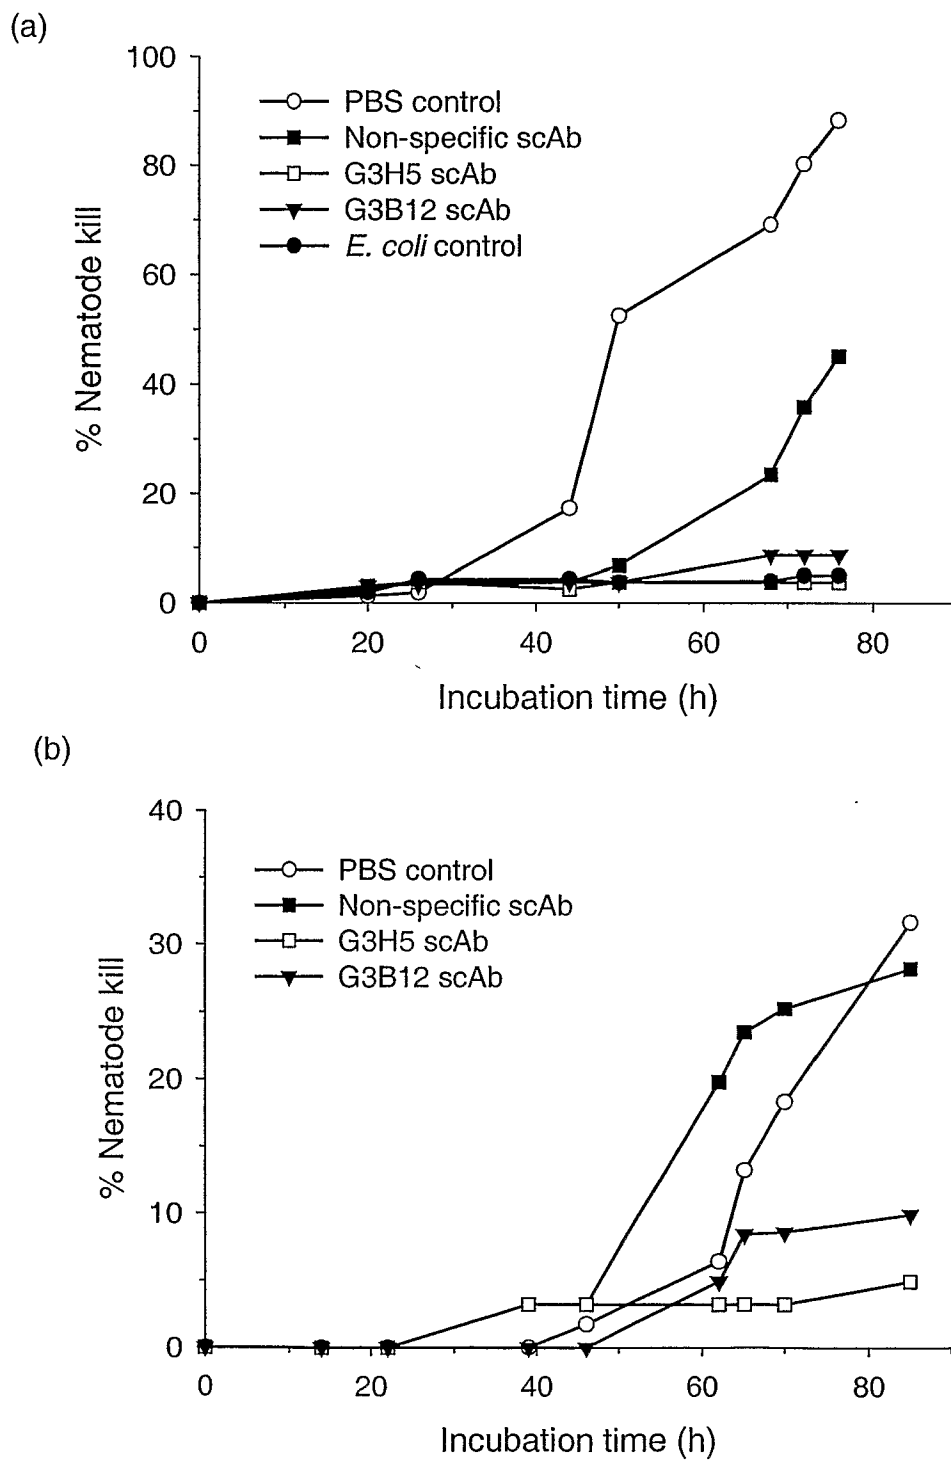 (a)
100
80
60
40
20
0
% Nematode kill
PBS control
Non-specific scAb
G3H5 scAb
G3B12 scAb
E. coli control
0 20 40 60 80
Incubation time (h)
(b)
40
30
20
10
0
% Nematode kill
PBS control
Non-specific scAb
G3H5 scAb
G3B12 scAb
0 20 40 60 80
Incubation time (h)